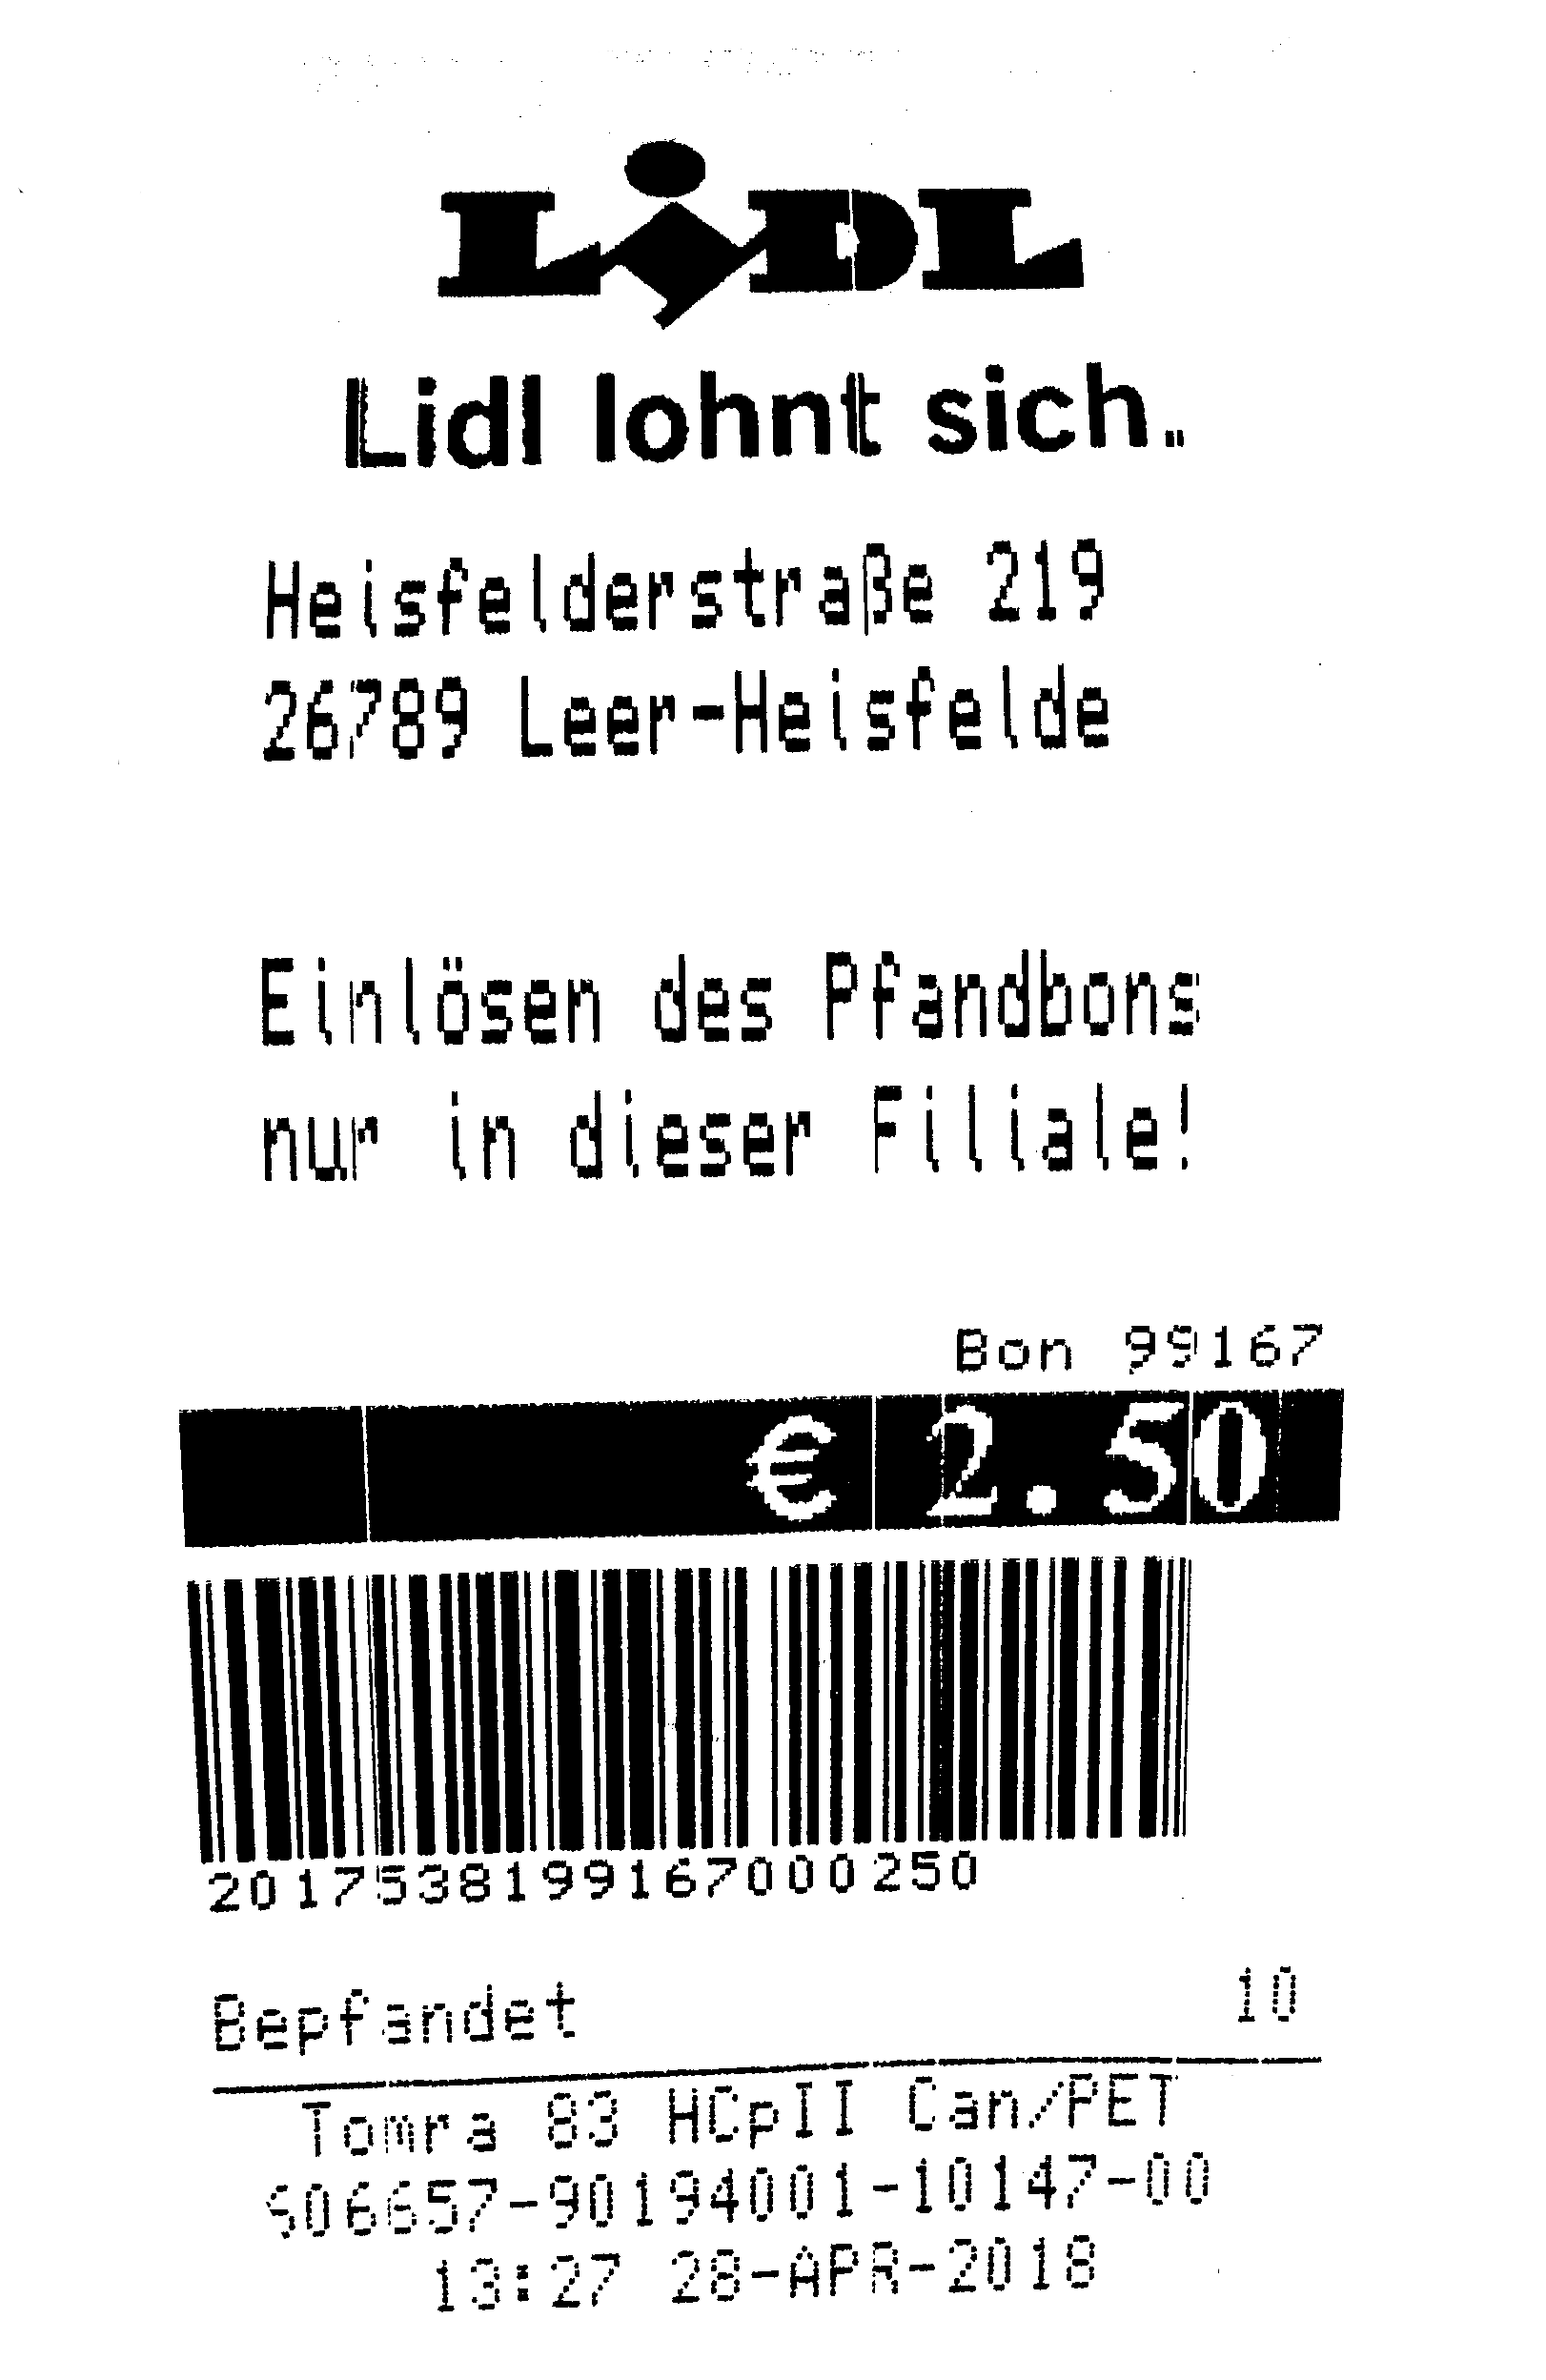 LiDL
Lidl lohnt sich.
Heisfelderstraße 219
26789 Leer-Heisfelde
Einlösen des Pfandbons
nur in dieser Filiale!
Bon 99167
€ 2.50
2017538199167000250
Bepfandet 10
Tomra 83 HCpII Can/PET
S06657-90194001-10147-00
13:27 28-APR-2018